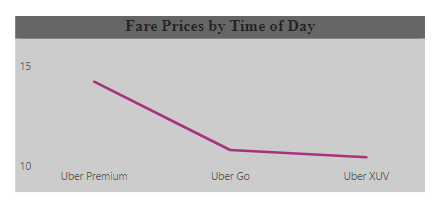 Fare Prices by Time of Day
15
10
Uber Premium Uber Go Uber XUV